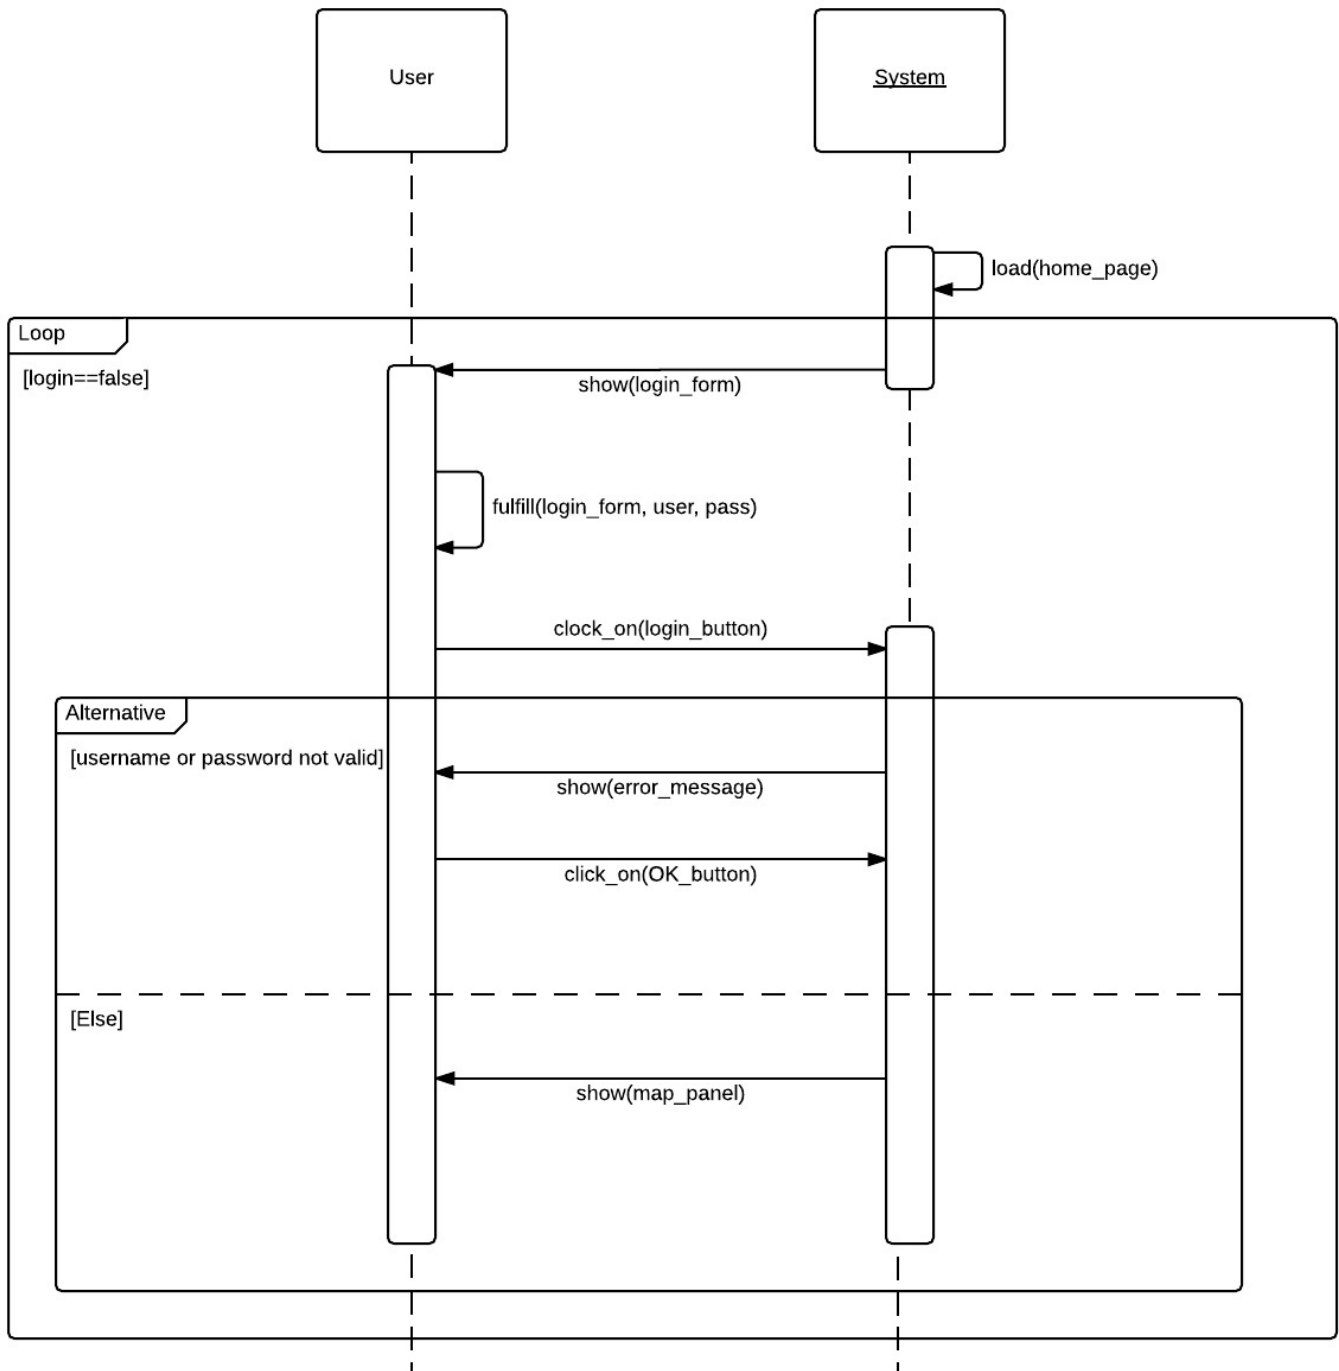 User
System
load(home_page)
Loop
[login==false]
show(login_form)
fulfill(login_form, user, pass)
clock_on(login_button)
Alternative
[username or password not valid]
show(error_message)
click_on(OK_button)
[Else]
show(map_panel)